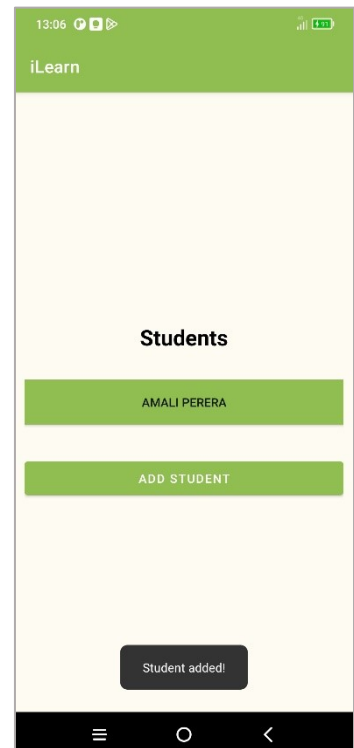 13:06
iLearn
Students
AMALI PERERA
ADD STUDENT
Student added!